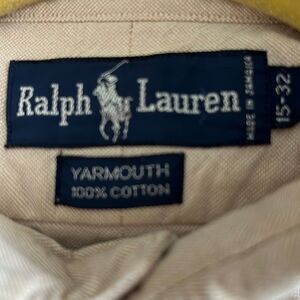 Ralph Lauren
MADE IN JAMAICA
15-32
YARMOUTH
100% COTTON